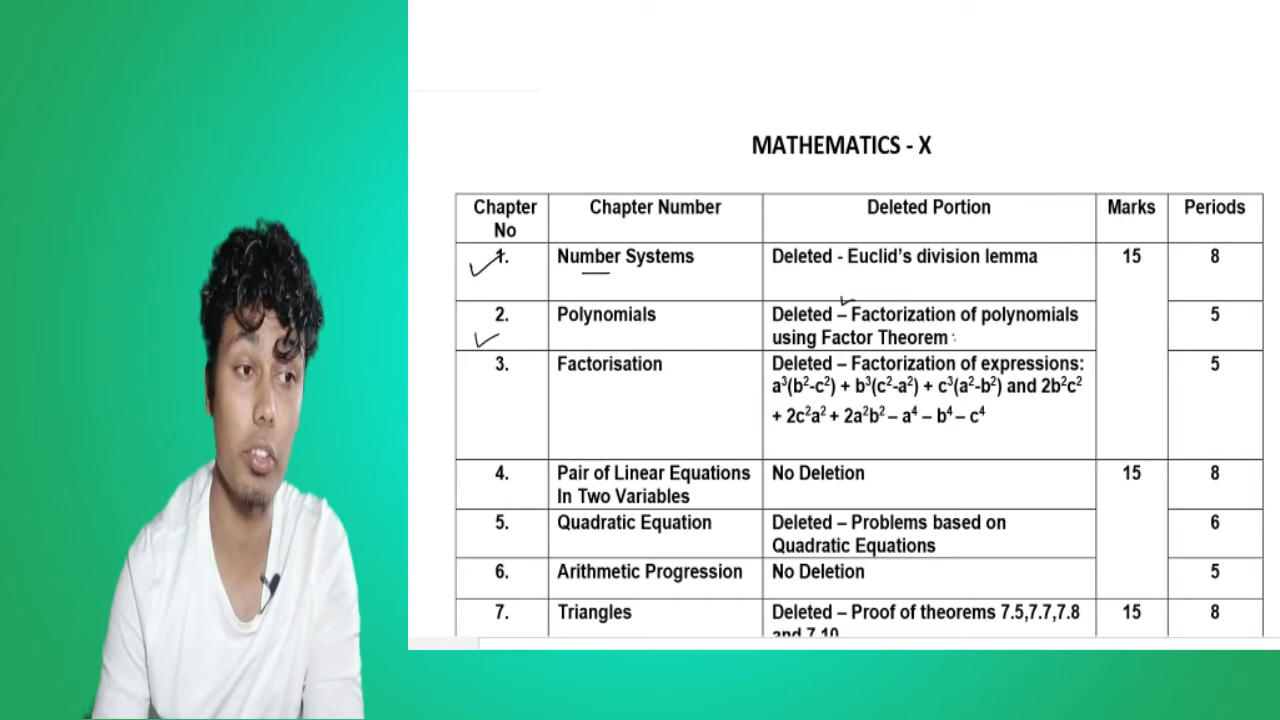 MATHEMATICS - X
Chapter No | Chapter Number | Deleted Portion | Marks | Periods
1. | Number Systems | Deleted - Euclid's division lemma | 15 | 8
2. | Polynomials | Deleted – Factorization of polynomials | 5
using Factor Theorem
3. | Factorisation | Deleted – Factorization of expressions: | 5
a³(b²-c²) + b³(c²-a²) + c³(a²-b²) and 2b²c²
+ 2c²a² + 2a²b² – a⁴ – b⁴ – c⁴
4. | Pair of Linear Equations | No Deletion | 15 | 8
In Two Variables
5. | Quadratic Equation | Deleted – Problems based on | 6
Quadratic Equations
6. | Arithmetic Progression | No Deletion | 5
7. | Triangles | Deleted – Proof of theorems 7.5,7.7,7.8 | 15 | 8
and 7.10